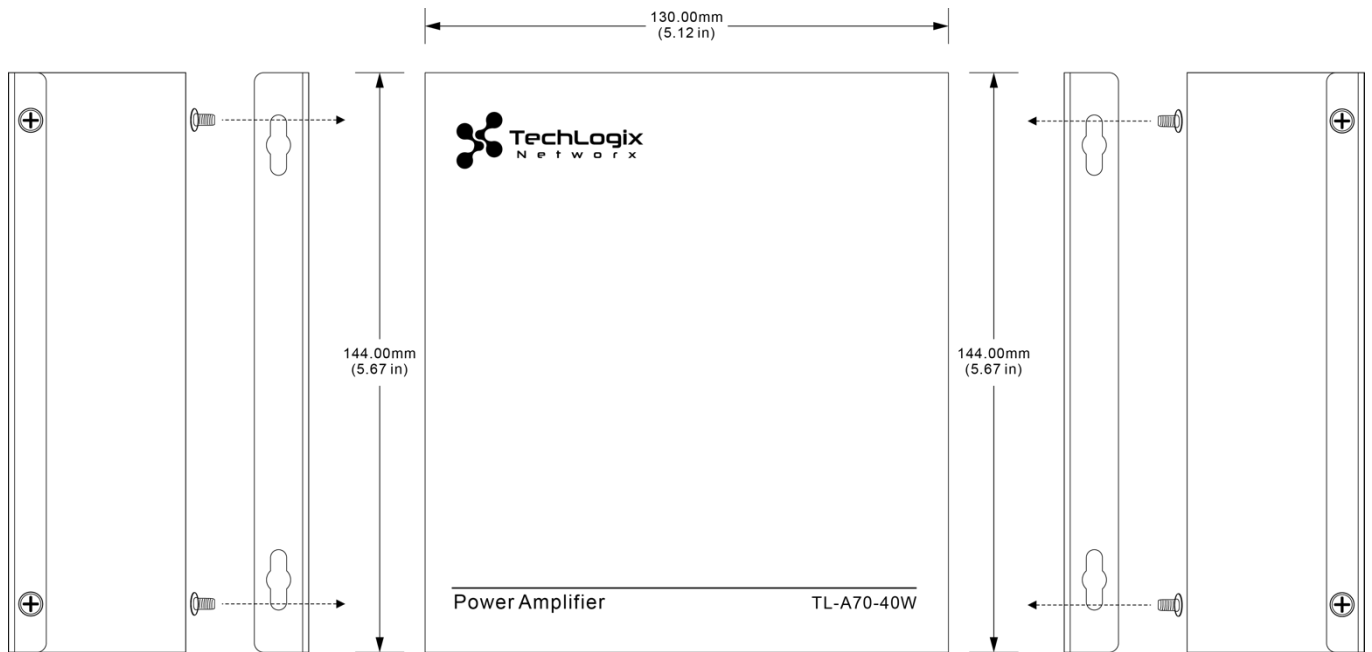 130.00mm
(5.12 in)
TechLogix
Networx
144.00mm
(5.67 in)
144.00mm
(5.67 in)
Power Amplifier
TL-A70-40W